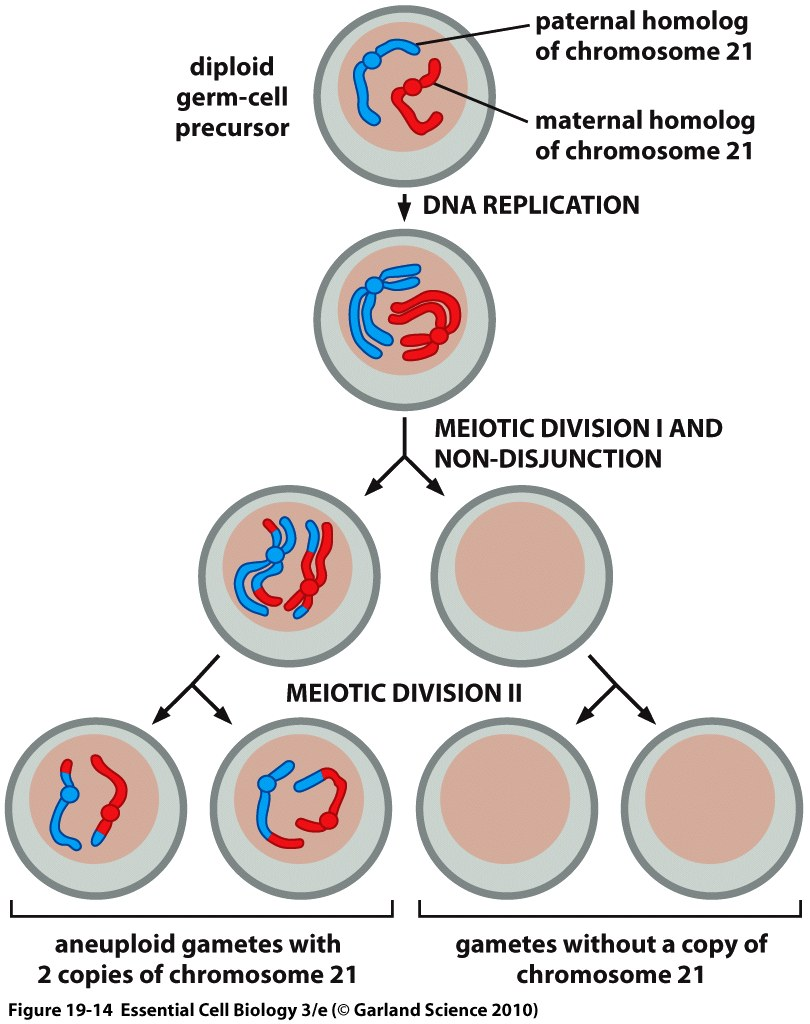 paternal homolog
of chromosome 21
diploid
germ-cell
precursor
maternal homolog
of chromosome 21
DNA REPLICATION
MEIOTIC DIVISION I AND
NON-DISJUNCTION
MEIOTIC DIVISION II
aneuploid gametes with
2 copies of chromosome 21
gametes without a copy of
chromosome 21
Figure 19-14 Essential Cell Biology 3/e (© Garland Science 2010)